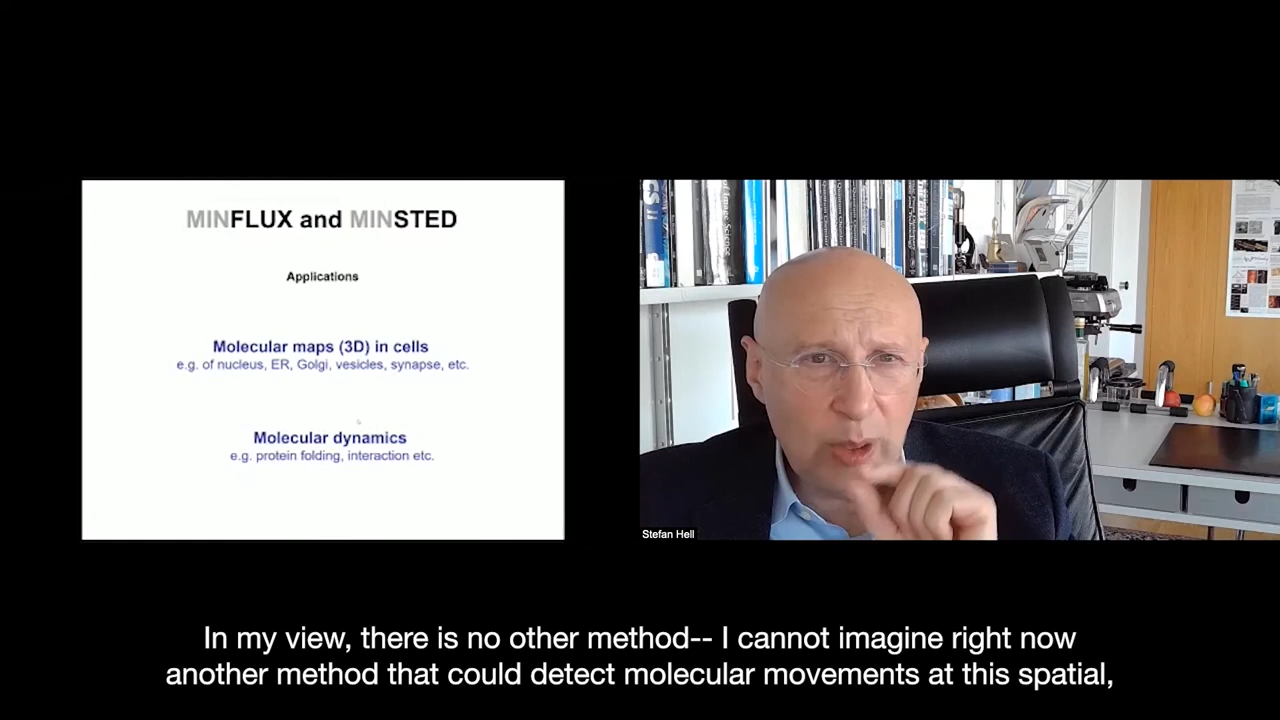 MINFLUX and MINSTED
Applications
Molecular maps (3D) in cells
e.g. of nucleus, ER, Golgi, vesicles, synapse, etc.
Molecular dynamics
e.g. protein folding, interaction etc.
Stefan Hell
In my view, there is no other method-- I cannot imagine right now
another method that could detect molecular movements at this spatial,